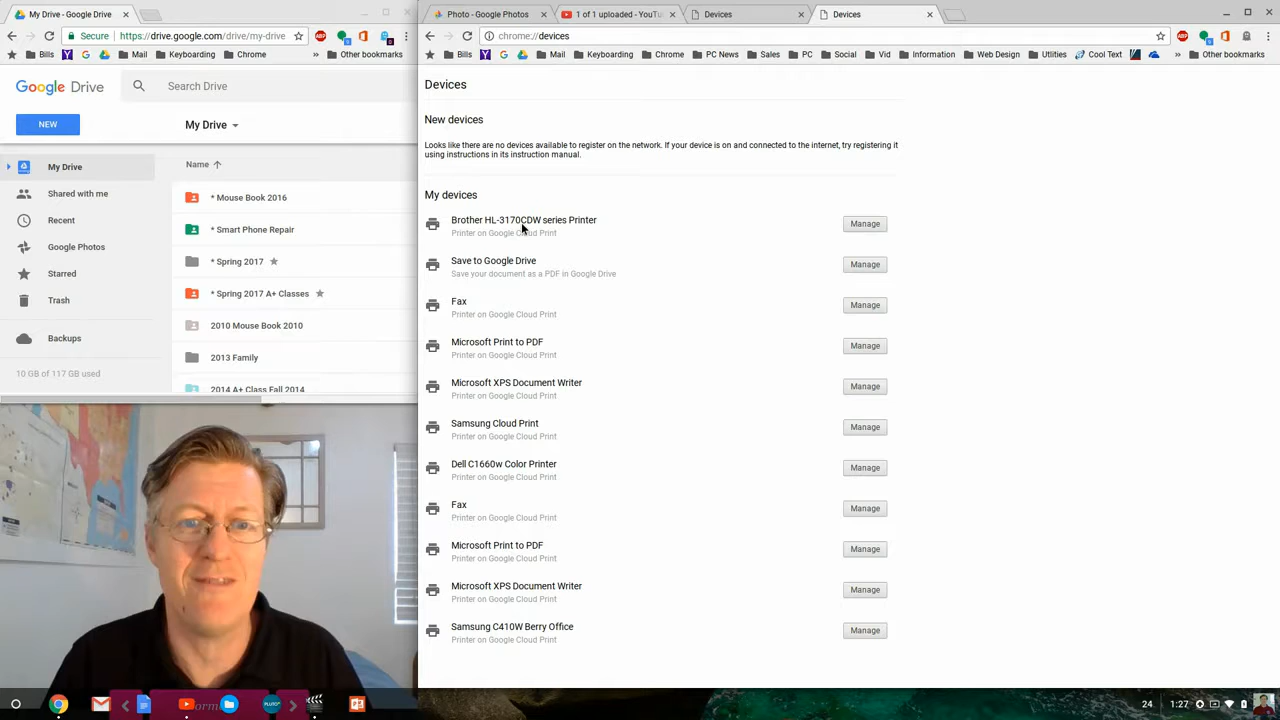 My Drive - Google Drive
Photo - Google Photos
1 of 1 uploaded - YouTu
Devices
Devices
Secure
https://drive.google.com/drive/my-drive
chrome://devices
Bills
Mail
Keyboarding
Chrome
»
Other bookmarks
Bills
Mail
Keyboarding
Chrome
PC News
Sales
PC
Social
Vid
Information
Web Design
Utlities
Cool Text
»
Other bookmarks
Google Drive
Search Drive
NEW
My Drive
My Drive
Shared with me
Recent
Google Photos
Starred
Trash
Backups
10 GB of 117 GB used
Name
* Mouse Book 2016
* Smart Phone Repair
* Spring 2017
* Spring 2017 A+ Classes
2010 Mouse Book 2010
2013 Family
2014 A+ Class Fall 2014
Devices
New devices
Looks like there are no devices available to register on the network. If your device is on and connected to the internet, try registering it
using instructions in its instruction manual.
My devices
Brother HL-3170CDW series Printer
Printer on Google Cloud Print
Manage
Save to Google Drive
Save your document as a PDF in Google Drive
Manage
Fax
Printer on Google Cloud Print
Manage
Microsoft Print to PDF
Printer on Google Cloud Print
Manage
Microsoft XPS Document Writer
Printer on Google Cloud Print
Manage
Samsung Cloud Print
Printer on Google Cloud Print
Manage
Dell C1660w Color Printer
Printer on Google Cloud Print
Manage
Fax
Printer on Google Cloud Print
Manage
Microsoft Print to PDF
Printer on Google Cloud Print
Manage
Microsoft XPS Document Writer
Printer on Google Cloud Print
Manage
Samsung C410W Berry Office
Printer on Google Cloud Print
Manage
24
1:27